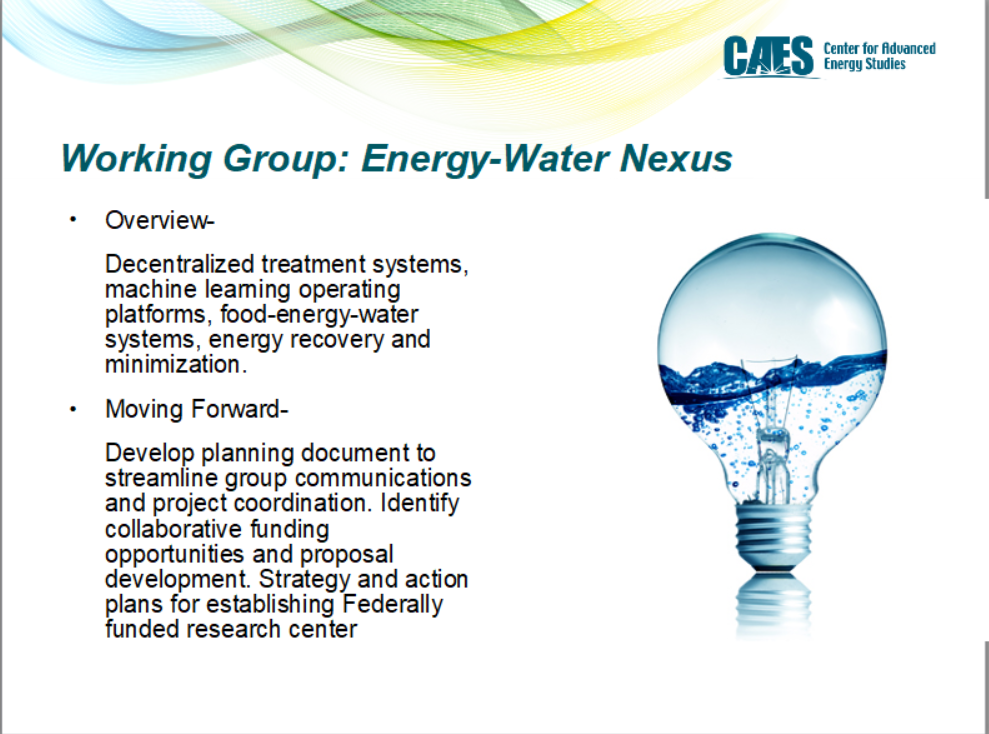 CAES Center for Advanced
Energy Studies
Working Group: Energy-Water Nexus
• Overview-
Decentralized treatment systems,
machine learning operating
platforms, food-energy-water
systems, energy recovery and
minimization.
• Moving Forward-
Develop planning document to
streamline group communications
and project coordination. Identify
collaborative funding
opportunities and proposal
development. Strategy and action
plans for establishing Federally
funded research center